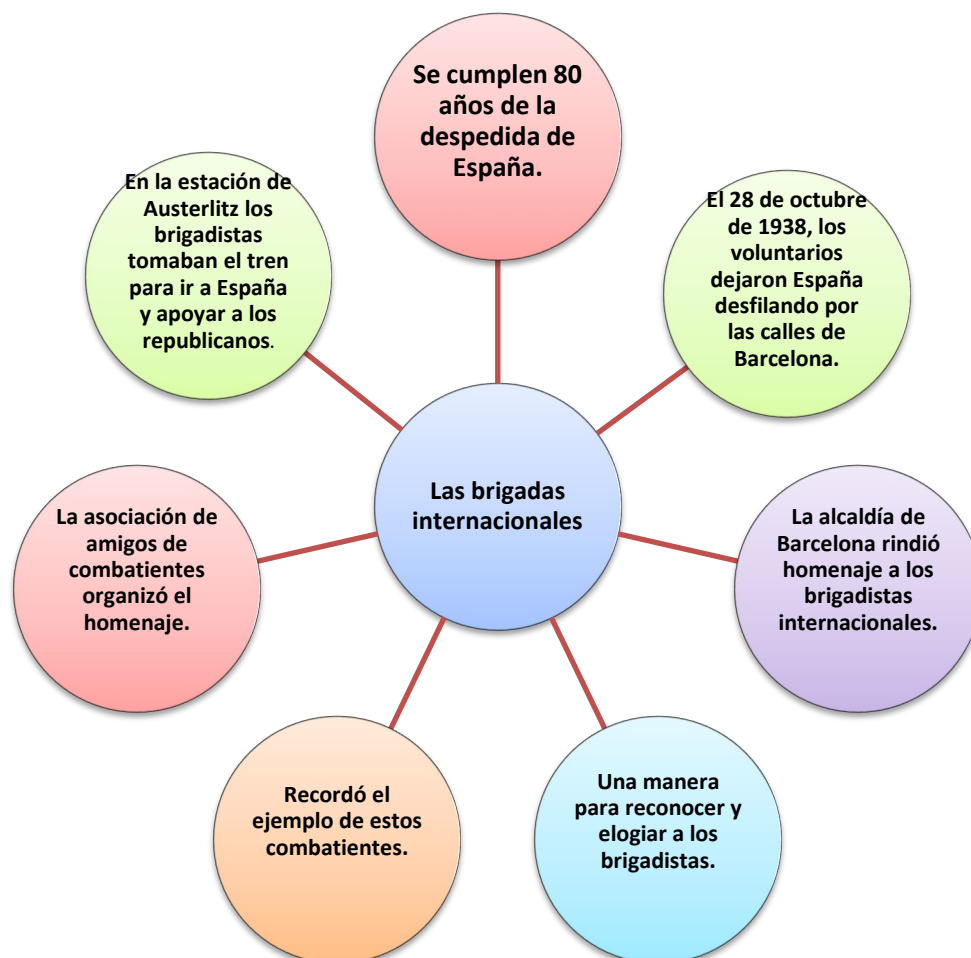 Se cumplen 80
años de la
despedida de
España.
El 28 de octubre
de 1938, los
voluntarios
dejaron España
desfilando por
las calles de
Barcelona.
La alcaldía de
Barcelona rindió
homenaje a los
brigadistas
internacionales.
Una manera
para reconocer y
elogiar a los
brigadistas.
Recordó el
ejemplo de estos
combatientes.
La asociación de
amigos de
combatientes
organizó el
homenaje.
En la estación de
Austerlitz los
brigadistas
tomaban el tren
para ir a España
y apoyar a los
republicanos.
Las brigadas
internacionales